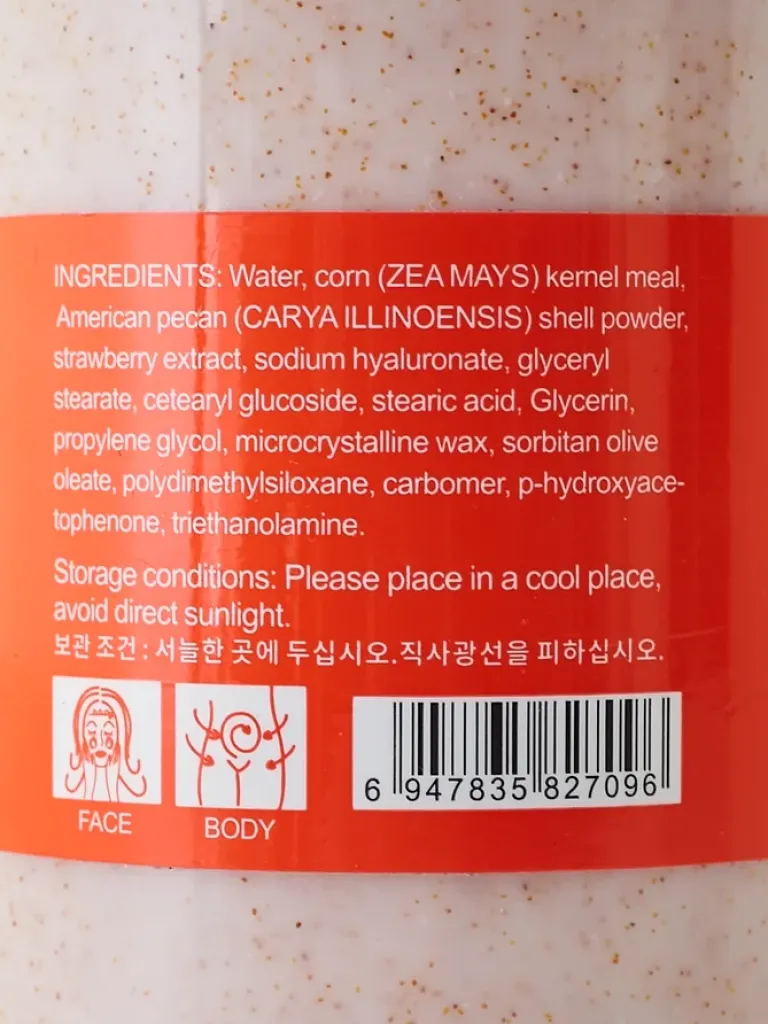 INGREDIENTS: Water, corn (ZEA MAYS) kernel meal,
American pecan (CARYA ILLINOENSIS) shell powder,
strawberry extract, sodium hyaluronate, glyceryl
stearate, cetearyl glucoside, stearic acid, Glycerin,
propylene glycol, microcrystalline wax, sorbitan olive
oleate, polydimethylsiloxane, carbomer, p-hydroxyace-
tophenone, triethanolamine.
Storage conditions: Please place in a cool place,
avoid direct sunlight.
보관 조건 : 서늘한 곳에 두십시오.직사광선을 피하십시오.
FACE
BODY
6 947835 827096